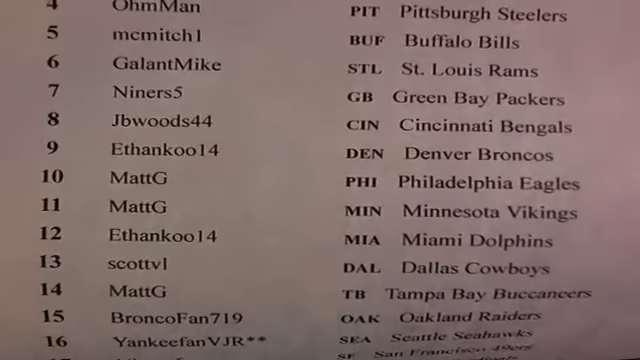 4 OhmMan PIT Pittsburgh Steelers
5 mcmitch1 BUF Buffalo Bills
6 GalantMike STL St. Louis Rams
7 Niners5 GB Green Bay Packers
8 Jbwoods44 CIN Cincinnati Bengals
9 Ethankoo14 DEN Denver Broncos
10 MattG PHI Philadelphia Eagles
11 MattG MIN Minnesota Vikings
12 Ethankoo14 MIA Miami Dolphins
13 scottvl DAL Dallas Cowboys
14 MattG TB Tampa Bay Buccaneers
15 BroncoFan719 OAK Oakland Raiders
16 YankeefanVJR** SEA Seattle Seahawks
SF San Francisco 49ers